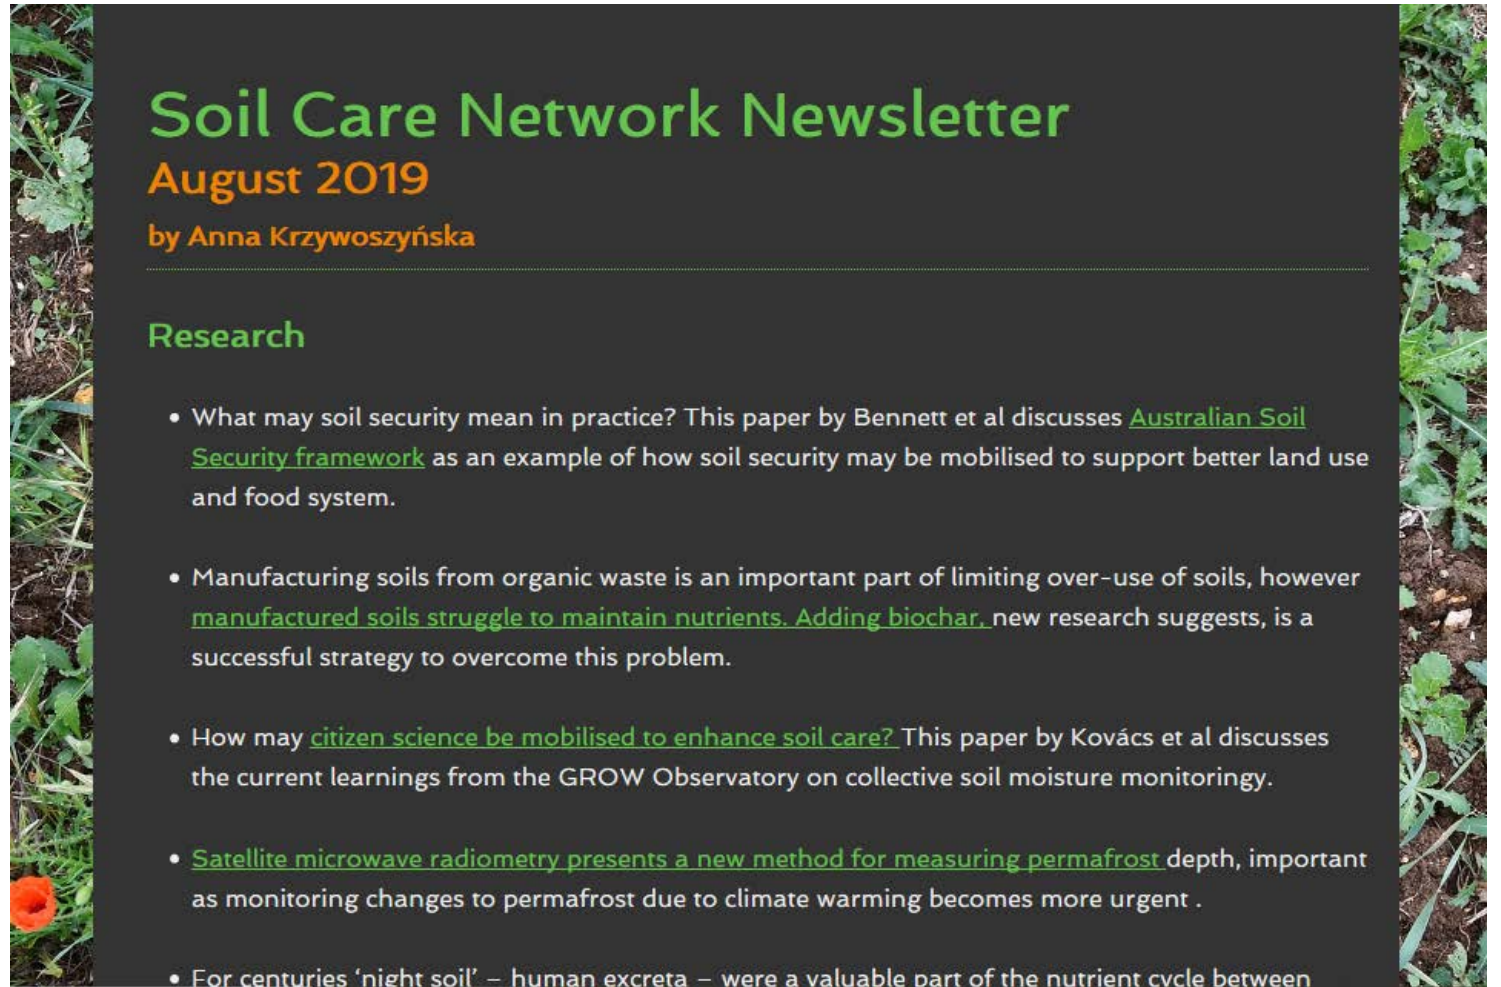 Soil Care Network Newsletter
August 2019
by Anna Krzywoszyńska
Research
• What may soil security mean in practice? This paper by Bennett et al discusses Australian Soil
Security framework as an example of how soil security may be mobilised to support better land use
and food system.
• Manufacturing soils from organic waste is an important part of limiting over-use of soils, however
manufactured soils struggle to maintain nutrients. Adding biochar, new research suggests, is a
successful strategy to overcome this problem.
• How may citizen science be mobilised to enhance soil care? This paper by Kovács et al discusses
the current learnings from the GROW Observatory on collective soil moisture monitoringy.
• Satellite microwave radiometry presents a new method for measuring permafrost depth, important
as monitoring changes to permafrost due to climate warming becomes more urgent .
• For centuries ‘night soil’ – human excreta – were a valuable part of the nutrient cycle between